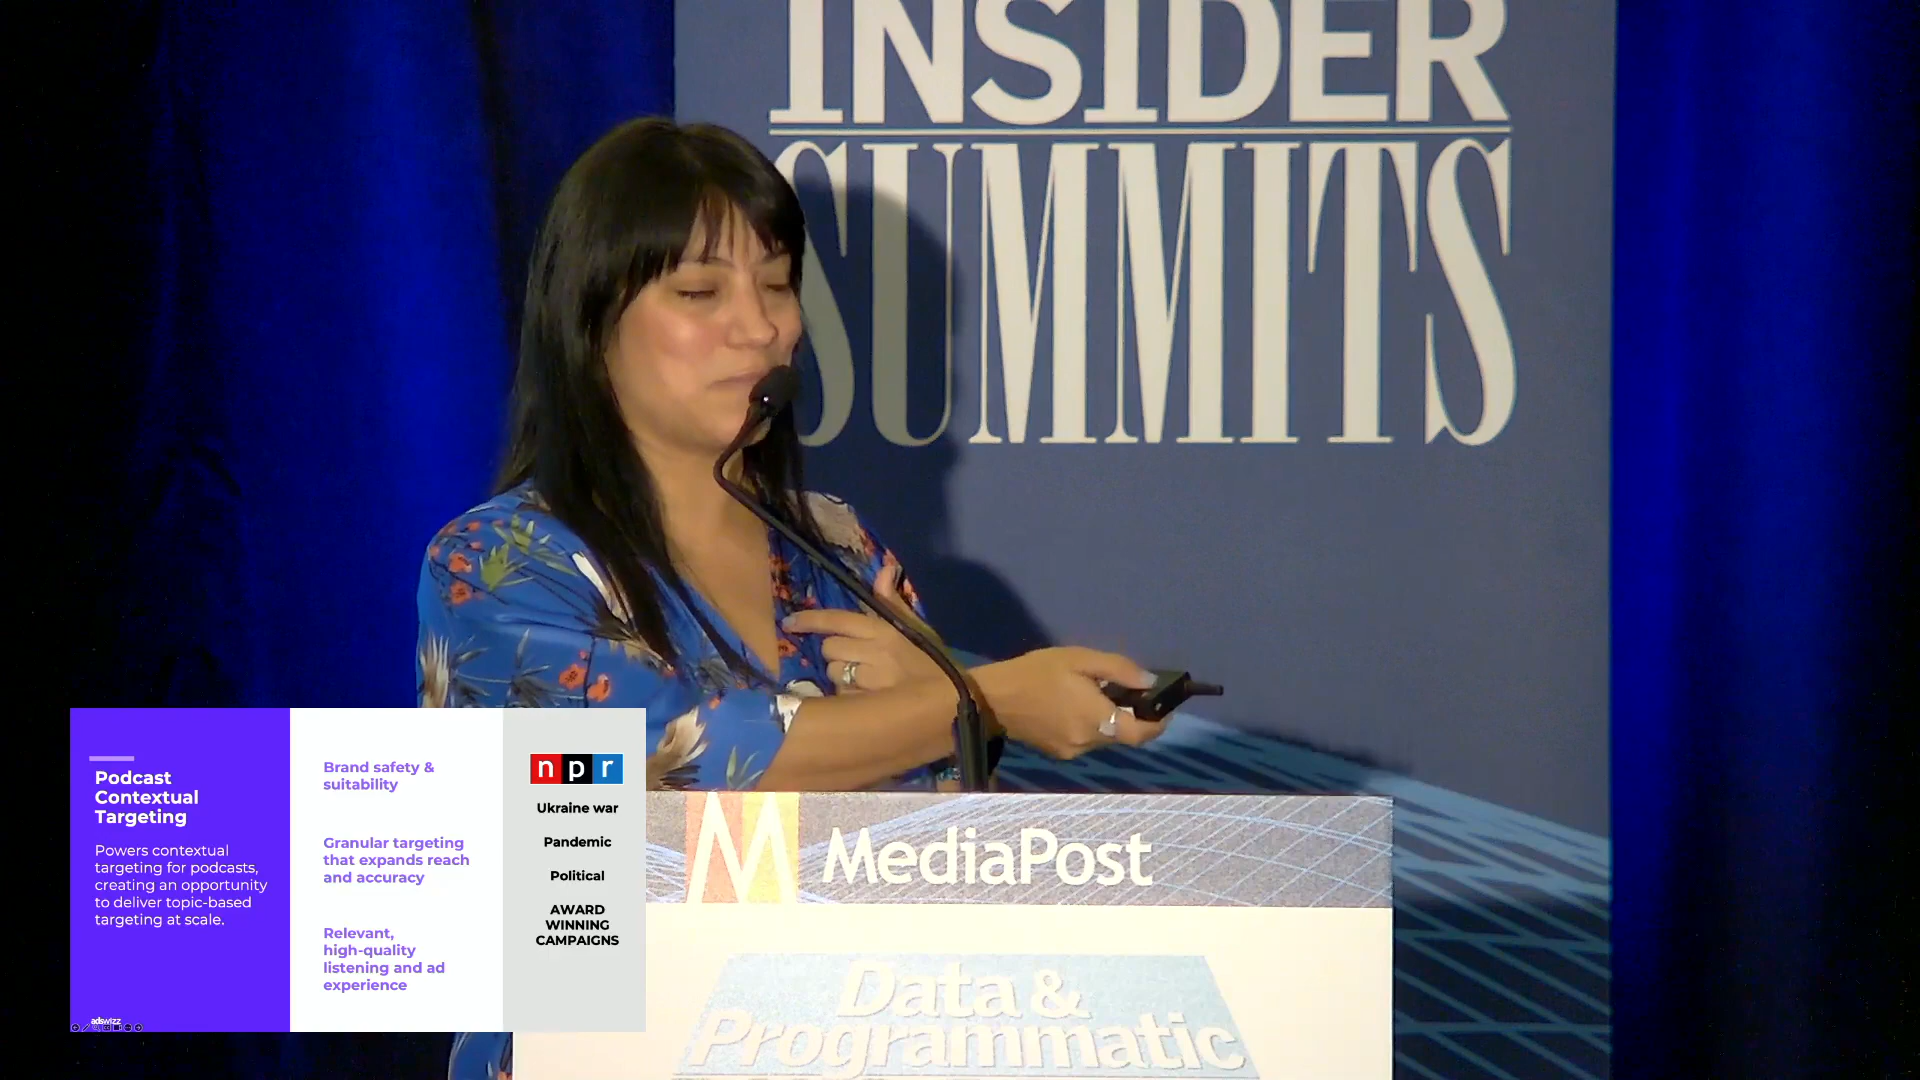 INSIDER
SUMMITS
Podcast
Contextual
Targeting
Powers contextual
targeting for podcasts,
creating an opportunity
to deliver topic-based
targeting at scale.
adswizz
Brand safety &
suitability
Granular targeting
that expands reach
and accuracy
Relevant,
high-quality
listening and ad
experience
npr
Ukraine war
Pandemic
Political
AWARD
WINNING
CAMPAIGNS
M MediaPost
Data &
Programmatic